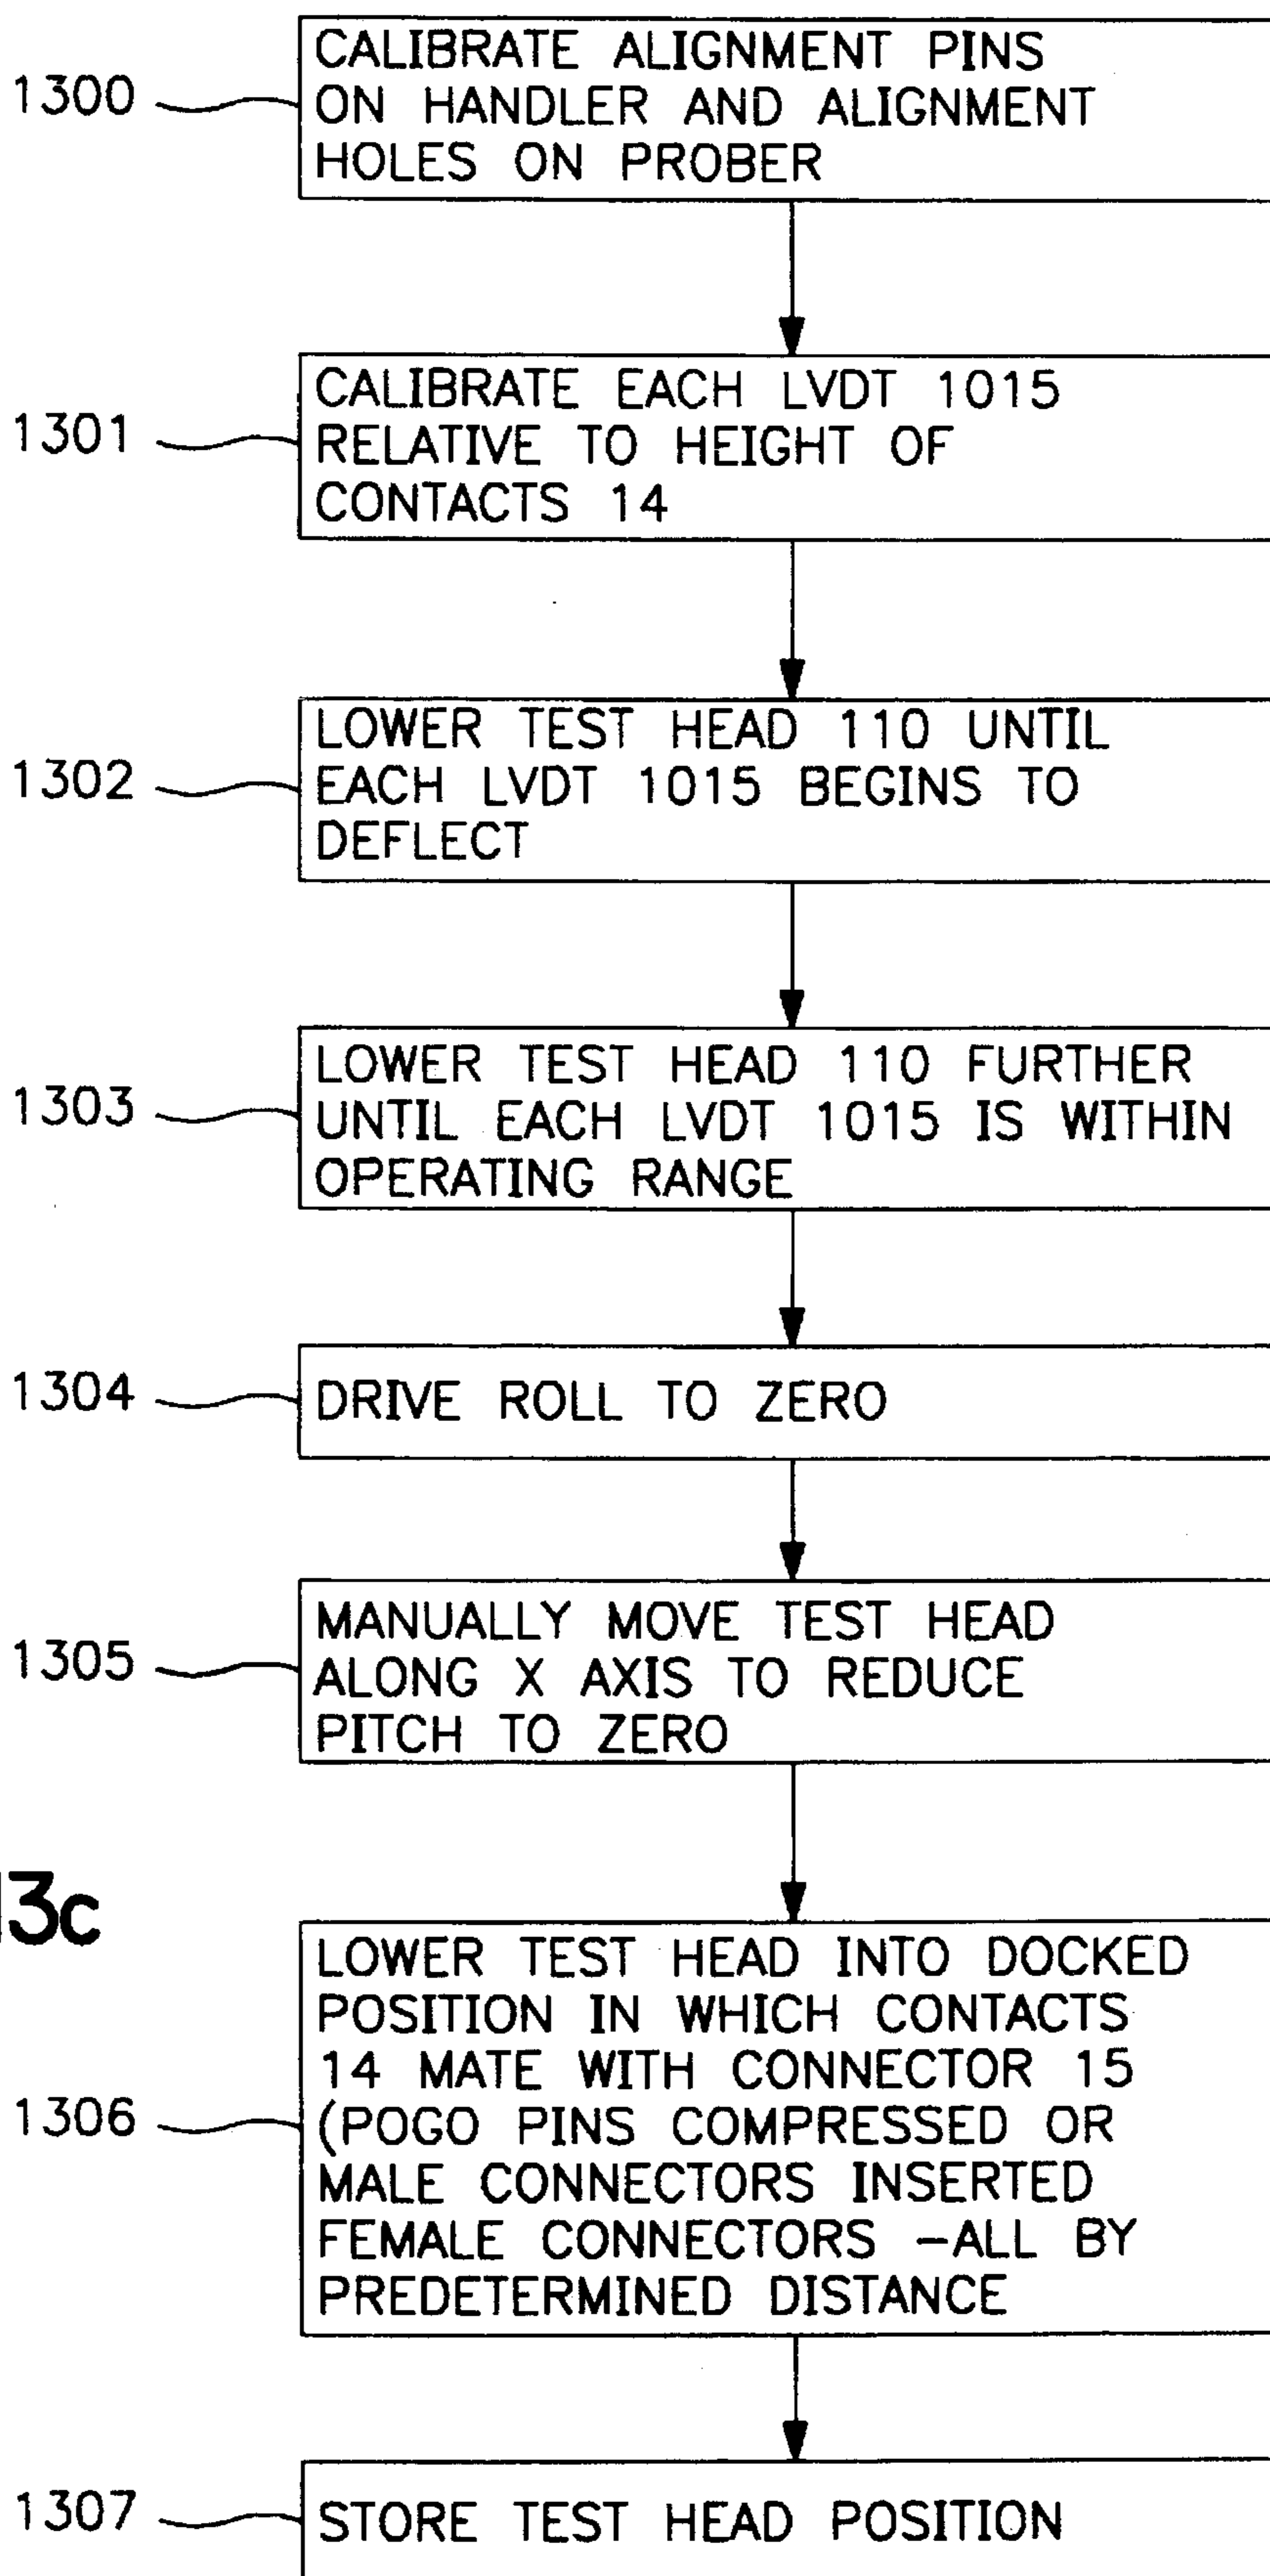 1300
CALIBRATE ALIGNMENT PINS
ON HANDLER AND ALIGNMENT
HOLES ON PROBER
1301
CALIBRATE EACH LVDT 1015
RELATIVE TO HEIGHT OF
CONTACTS 14
1302
LOWER TEST HEAD 110 UNTIL
EACH LVDT 1015 BEGINS TO
DEFLECT
1303
LOWER TEST HEAD 110 FURTHER
UNTIL EACH LVDT 1015 IS WITHIN
OPERATING RANGE
1304
DRIVE ROLL TO ZERO
1305
MANUALLY MOVE TEST HEAD
ALONG X AXIS TO REDUCE
PITCH TO ZERO
13c
1306
LOWER TEST HEAD INTO DOCKED
POSITION IN WHICH CONTACTS
14 MATE WITH CONNECTOR 15
(POGO PINS COMPRESSED OR
MALE CONNECTORS INSERTED
FEMALE CONNECTORS -ALL BY
PREDETERMINED DISTANCE
1307
STORE TEST HEAD POSITION